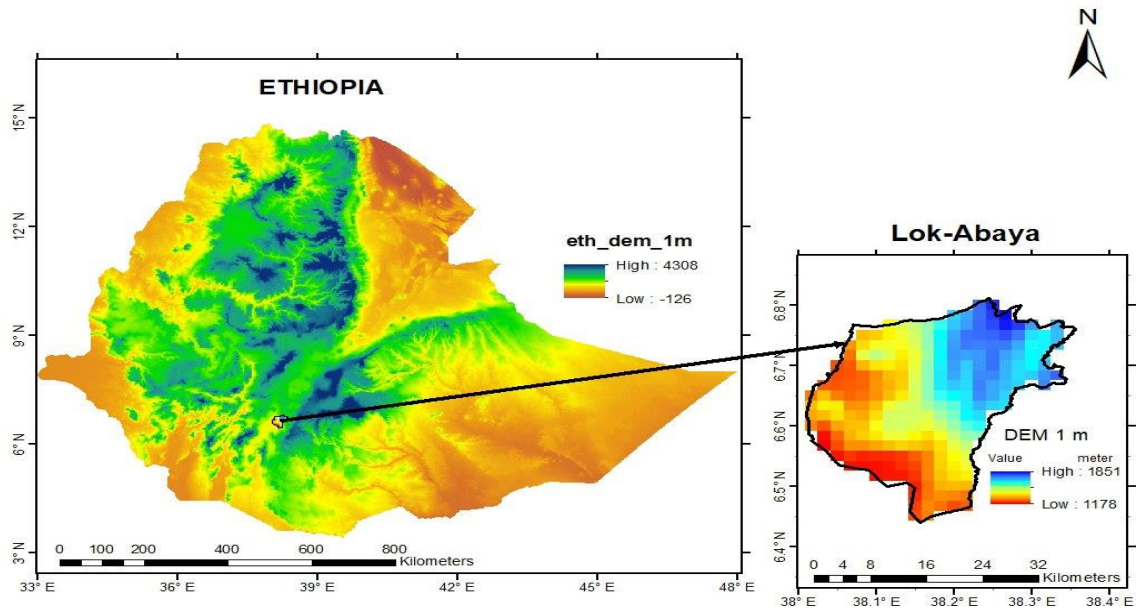 N
ETHIOPIA
15° N
12° N
9° N
6° N
3° N
eth_dem_1m
High : 4308
Low : -126
0 100 200 400 600 800
Kilometers
33° E 36° E 39° E 42° E 45° E 48° E
Lok-Abaya
6.8° N
6.7° N
6.6° N
6.5° N
6.4° N
DEM 1 m
Value meter
High : 1851
Low : 1178
0 4 8 16 24 32
Kilometers
38° E 38.1° E 38.2° E 38.3° E 38.4° E